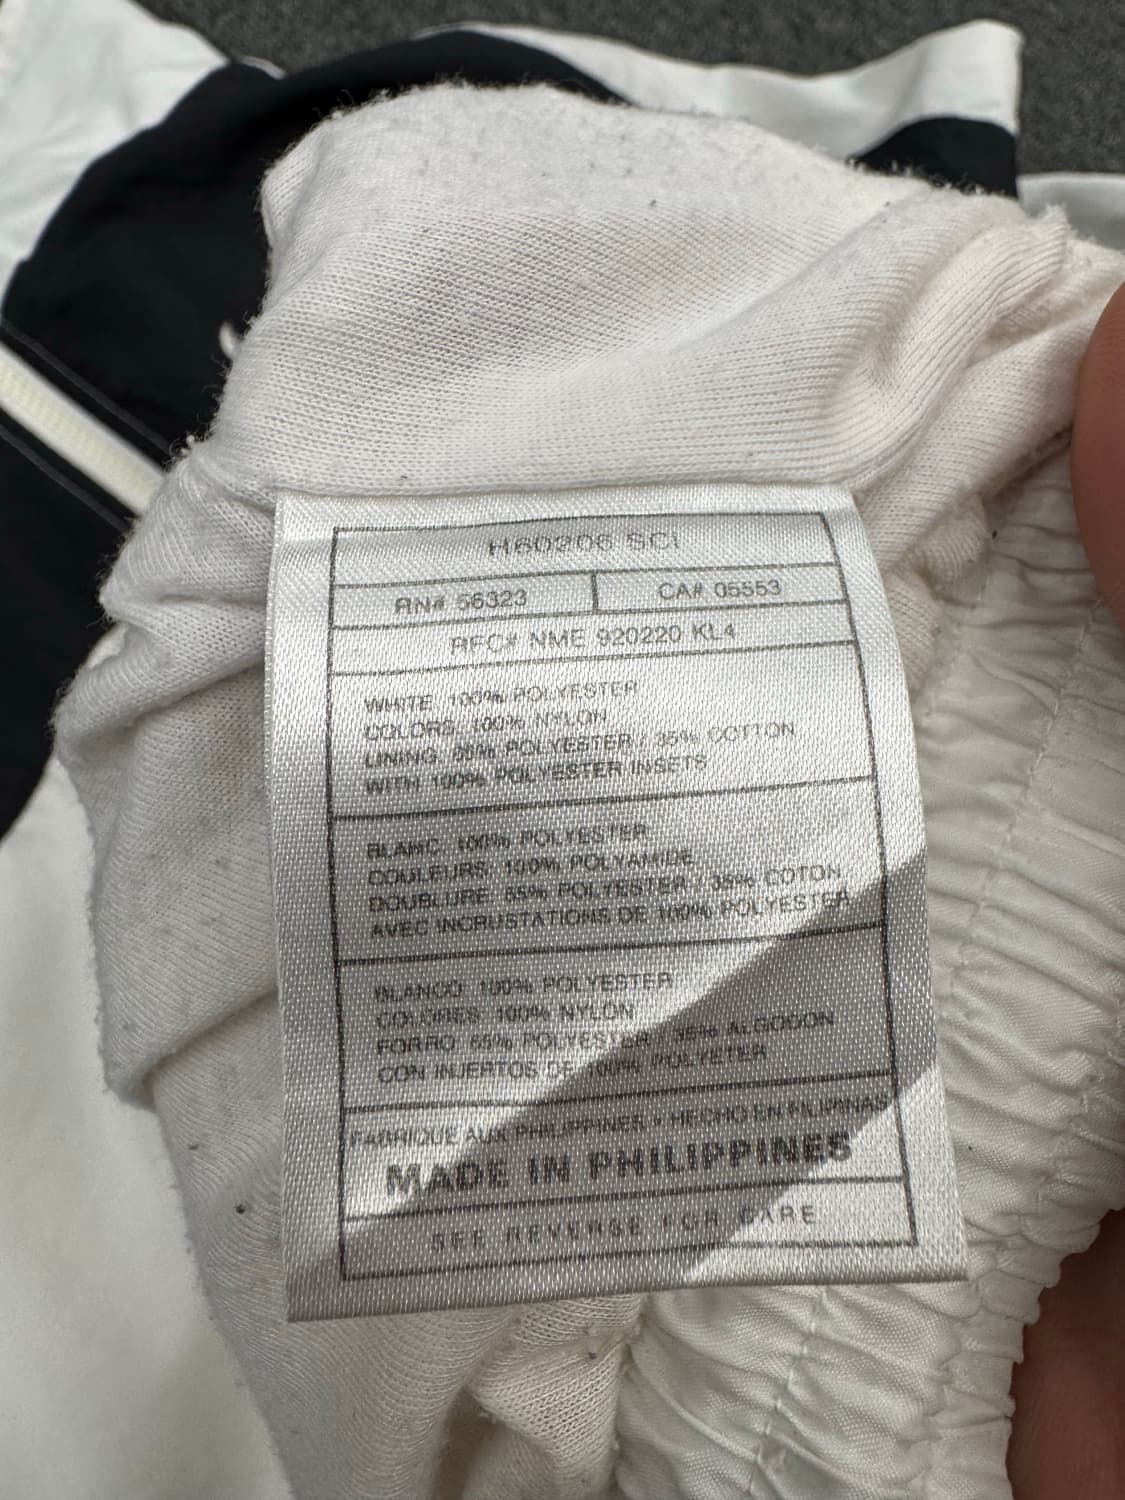 H60206 SCI
RN# 56323 CA# 05553
RFC# NME 920220 KL4
WHITE: 100% POLYESTER
COLORS: 100% NYLON
LINING: 65% POLYESTER / 35% COTTON
WITH 100% POLYESTER INSETS
BLANC: 100% POLYESTER
COULEURS: 100% POLYAMIDE
DOUBLURE: 65% POLYESTER / 35% COTON
AVEC INCRUSTATIONS DE 100% POLYESTER
BLANCO: 100% POLYESTER
COLORES: 100% NYLON
FORRO: 65% POLYESTER / 35% ALGODON
CON INJERTOS DE 100% POLYETER
FABRIQUE AUX PHILIPPINES • HECHO EN FILIPINAS
MADE IN PHILIPPINES
SEE REVERSE FOR CARE